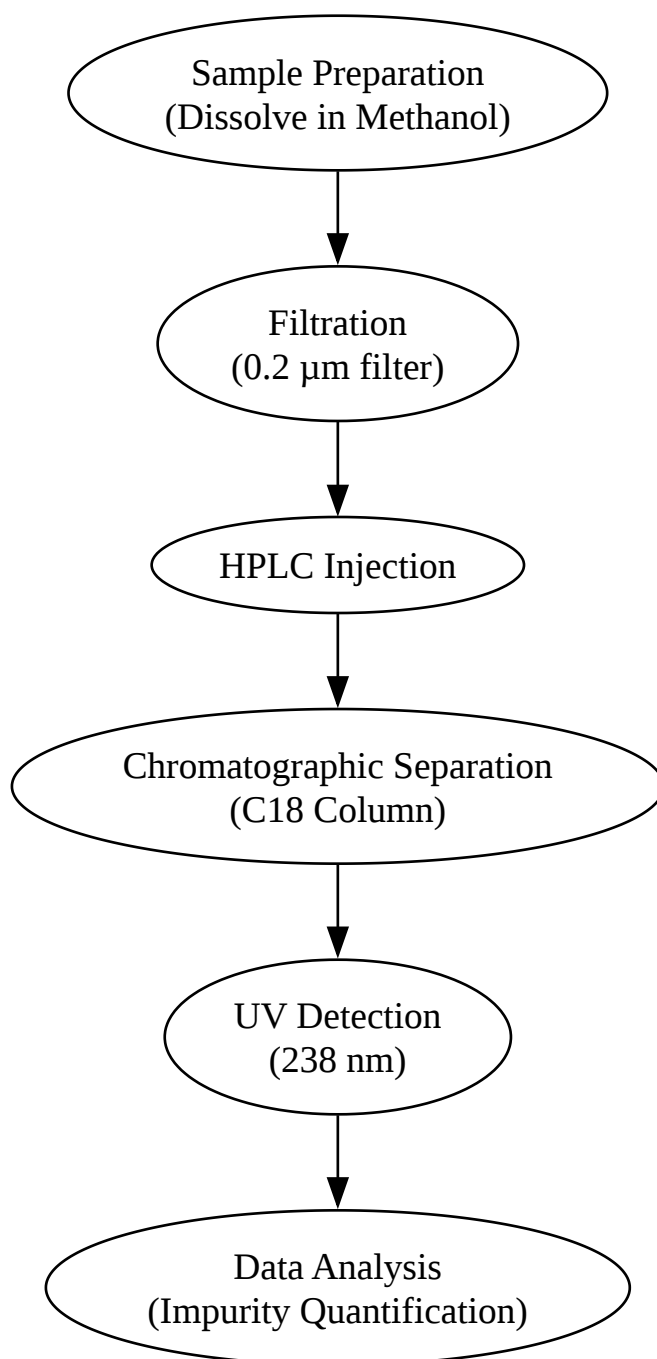 Sample Preparation
(Dissolve in Methanol)
Filtration
(0.2 µm filter)
HPLC Injection
Chromatographic Separation
(C18 Column)
UV Detection
(238 nm)
Data Analysis
(Impurity Quantification)